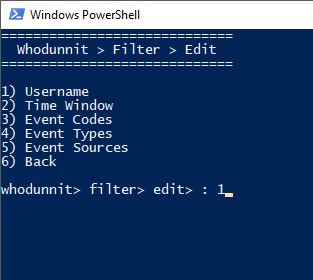 Windows PowerShell
=============================
Whodunnit > Filter > Edit
=============================
1) Username
2) Time Window
3) Event Codes
4) Event Types
5) Event Sources
6) Back
whodunnit> filter> edit> : 1_